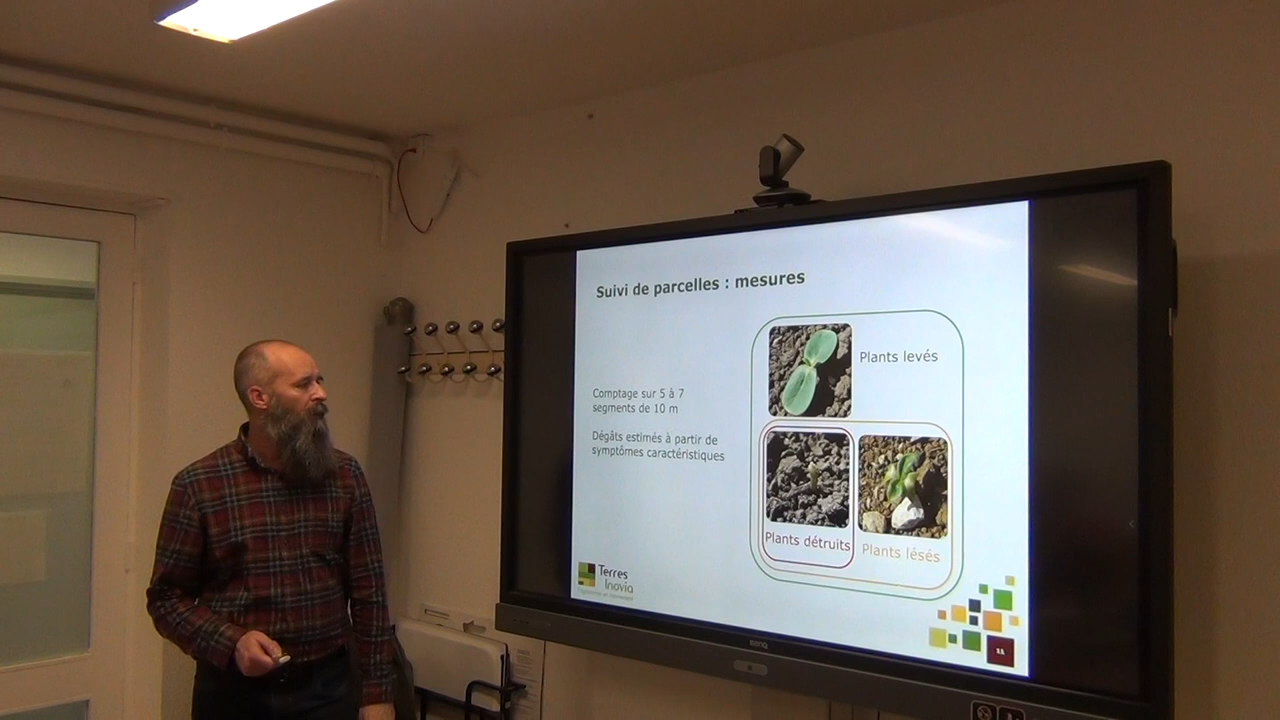 Suivi de parcelles : mesures
Plants levés
Comptage sur 5 à 7
segments de 10 m
Dégâts estimés à partir de
symptômes caractéristiques
Plants détruits
Plants lésés
Terres
Inovia
BenQ